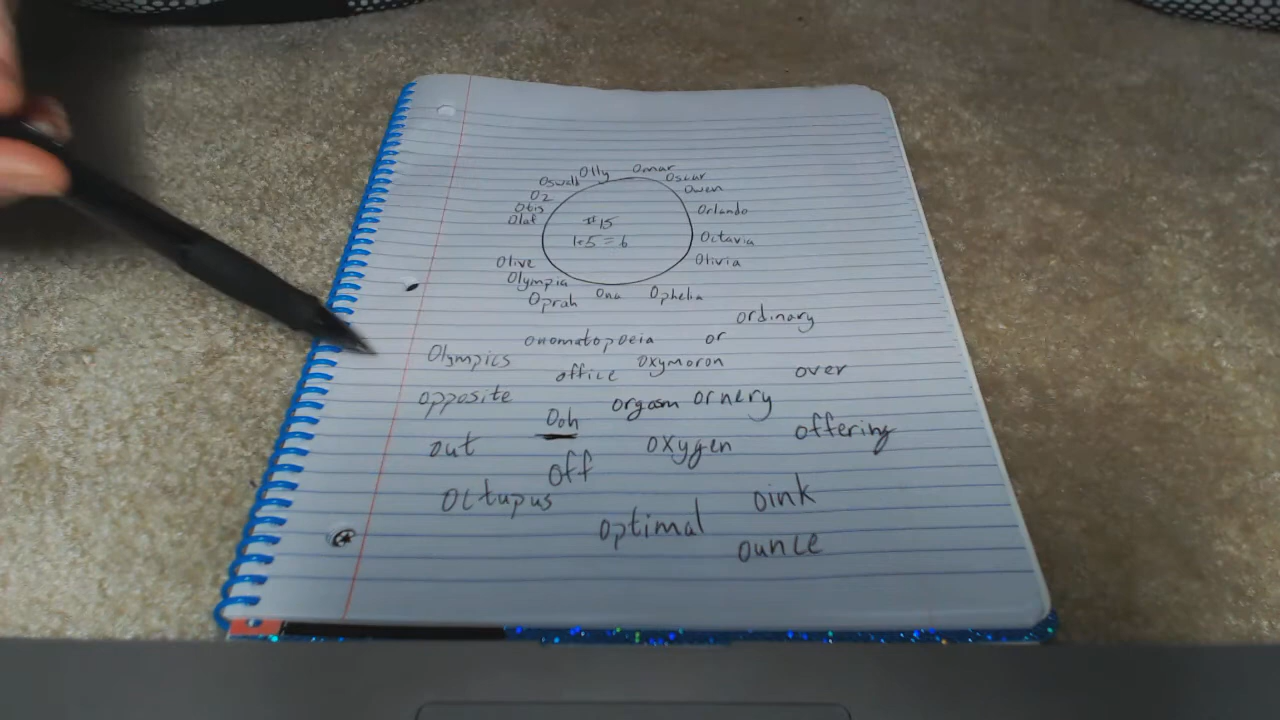 Olly Omar
Oswald Oscar
Oz Owen
Otis Orlando
Olaf #15
1+5 = 6 Octavia
Olive Olivia
Olympia
Oprah Ona Ophelia
ordinary
onomatopoeia or
Olympics office oxymoron over
opposite orgasm ornery
Ooh
out oxygen offering
off
Octupus oink
optimal
ounce